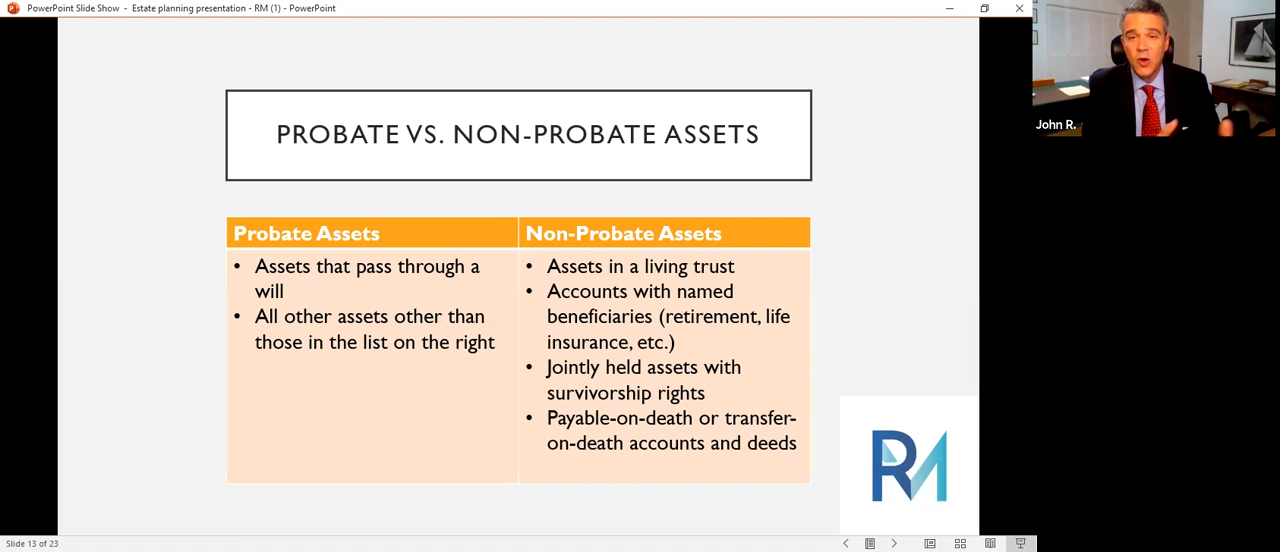 PowerPoint Slide Show - Estate planning presentation - RM (1) - PowerPoint
John R.
PROBATE VS. NON-PROBATE ASSETS
Probate Assets
• Assets that pass through a
will
• All other assets other than
those in the list on the right
Non-Probate Assets
• Assets in a living trust
• Accounts with named
beneficiaries (retirement, life
insurance, etc.)
• Jointly held assets with
survivorship rights
• Payable-on-death or transfer-
on-death accounts and deeds
RM
Slide 13 of 23